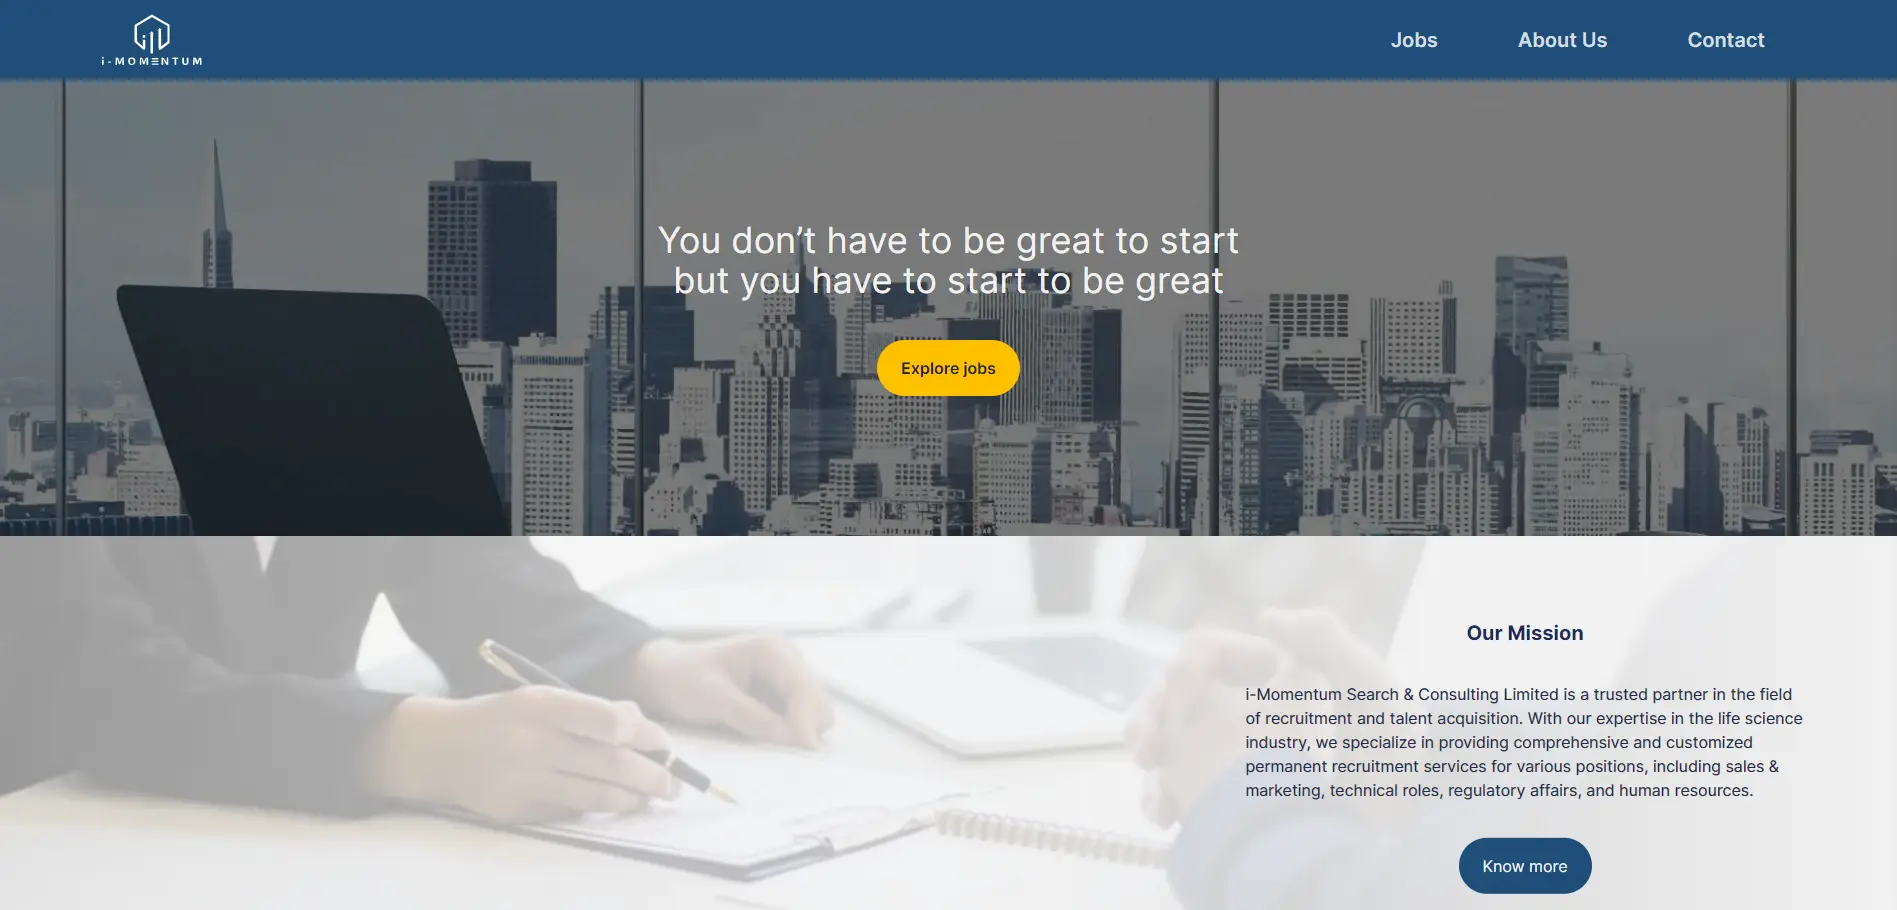 i-MOMENTUM
Jobs
About Us
Contact
You don’t have to be great to start
but you have to start to be great
Explore jobs
Our Mission
i-Momentum Search & Consulting Limited is a trusted partner in the field
of recruitment and talent acquisition. With our expertise in the life science
industry, we specialize in providing comprehensive and customized
permanent recruitment services for various positions, including sales &
marketing, technical roles, regulatory affairs, and human resources.
Know more